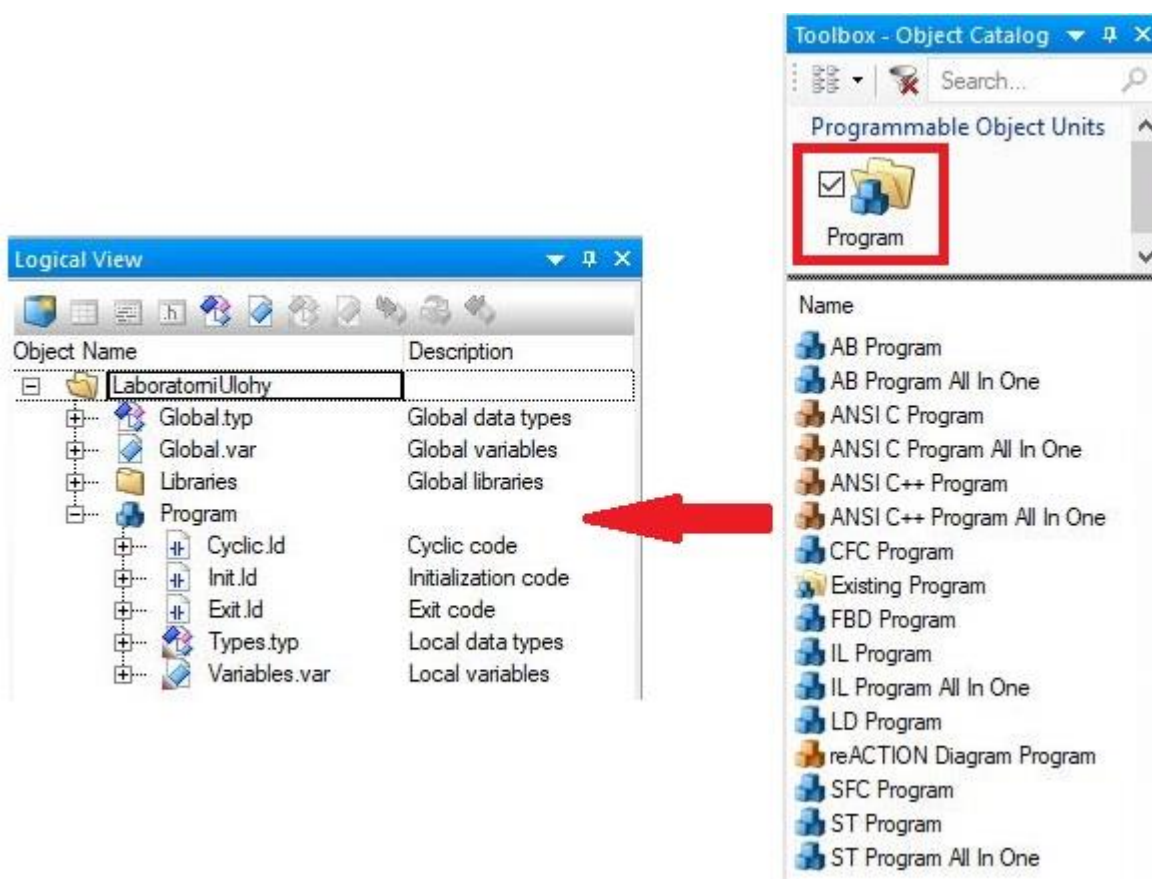 Toolbox - Object Catalog
Search...
Programmable Object Units
Program
Logical View
Object Name Description
LaboratorniUlohy
Global.typ Global data types
Global.var Global variables
Libraries Global libraries
Program
Cyclic.ld Cyclic code
Init.ld Initialization code
Exit.ld Exit code
Types.typ Local data types
Variables.var Local variables
Name
AB Program
AB Program All In One
ANSI C Program
ANSI C Program All In One
ANSI C++ Program
ANSI C++ Program All In One
CFC Program
Existing Program
FBD Program
IL Program
IL Program All In One
LD Program
reACTION Diagram Program
SFC Program
ST Program
ST Program All In One